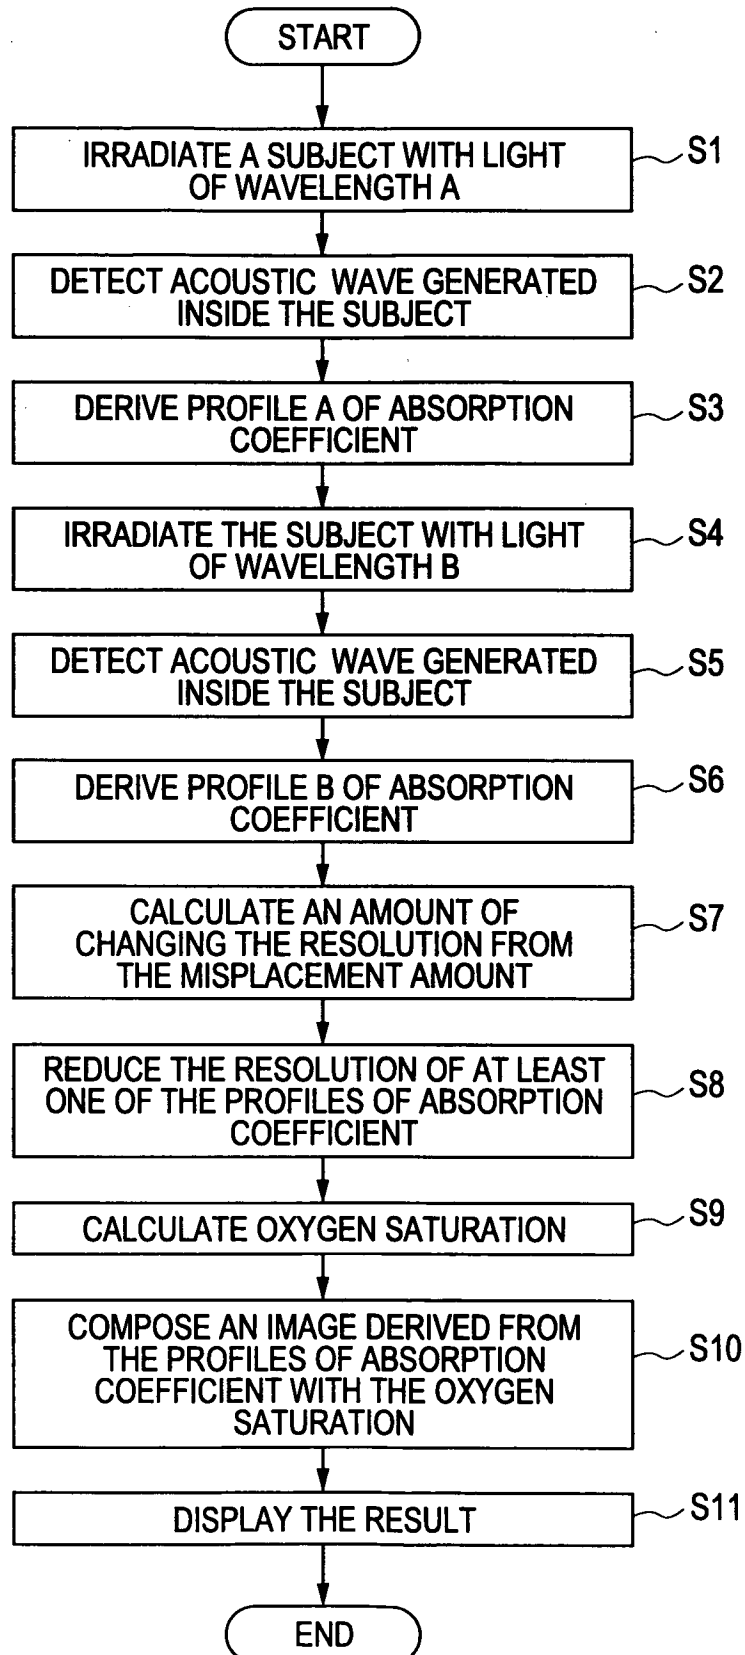 START
IRRADIATE A SUBJECT WITH LIGHT
OF WAVELENGTH A
S1
DETECT ACOUSTIC WAVE GENERATED
INSIDE THE SUBJECT
S2
DERIVE PROFILE A OF ABSORPTION
COEFFICIENT
S3
IRRADIATE THE SUBJECT WITH LIGHT
OF WAVELENGTH B
S4
DETECT ACOUSTIC WAVE GENERATED
INSIDE THE SUBJECT
S5
DERIVE PROFILE B OF ABSORPTION
COEFFICIENT
S6
CALCULATE AN AMOUNT OF
CHANGING THE RESOLUTION FROM
THE MISPLACEMENT AMOUNT
S7
REDUCE THE RESOLUTION OF AT LEAST
ONE OF THE PROFILES OF ABSORPTION
COEFFICIENT
S8
CALCULATE OXYGEN SATURATION
S9
COMPOSE AN IMAGE DERIVED FROM
THE PROFILES OF ABSORPTION
COEFFICIENT WITH THE OXYGEN
SATURATION
S10
DISPLAY THE RESULT
S11
END